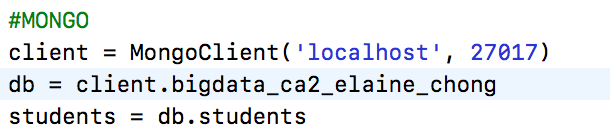 #MONGO
client = MongoClient('localhost', 27017)
db = client.bigdata_ca2_elaine_chong
students = db.students